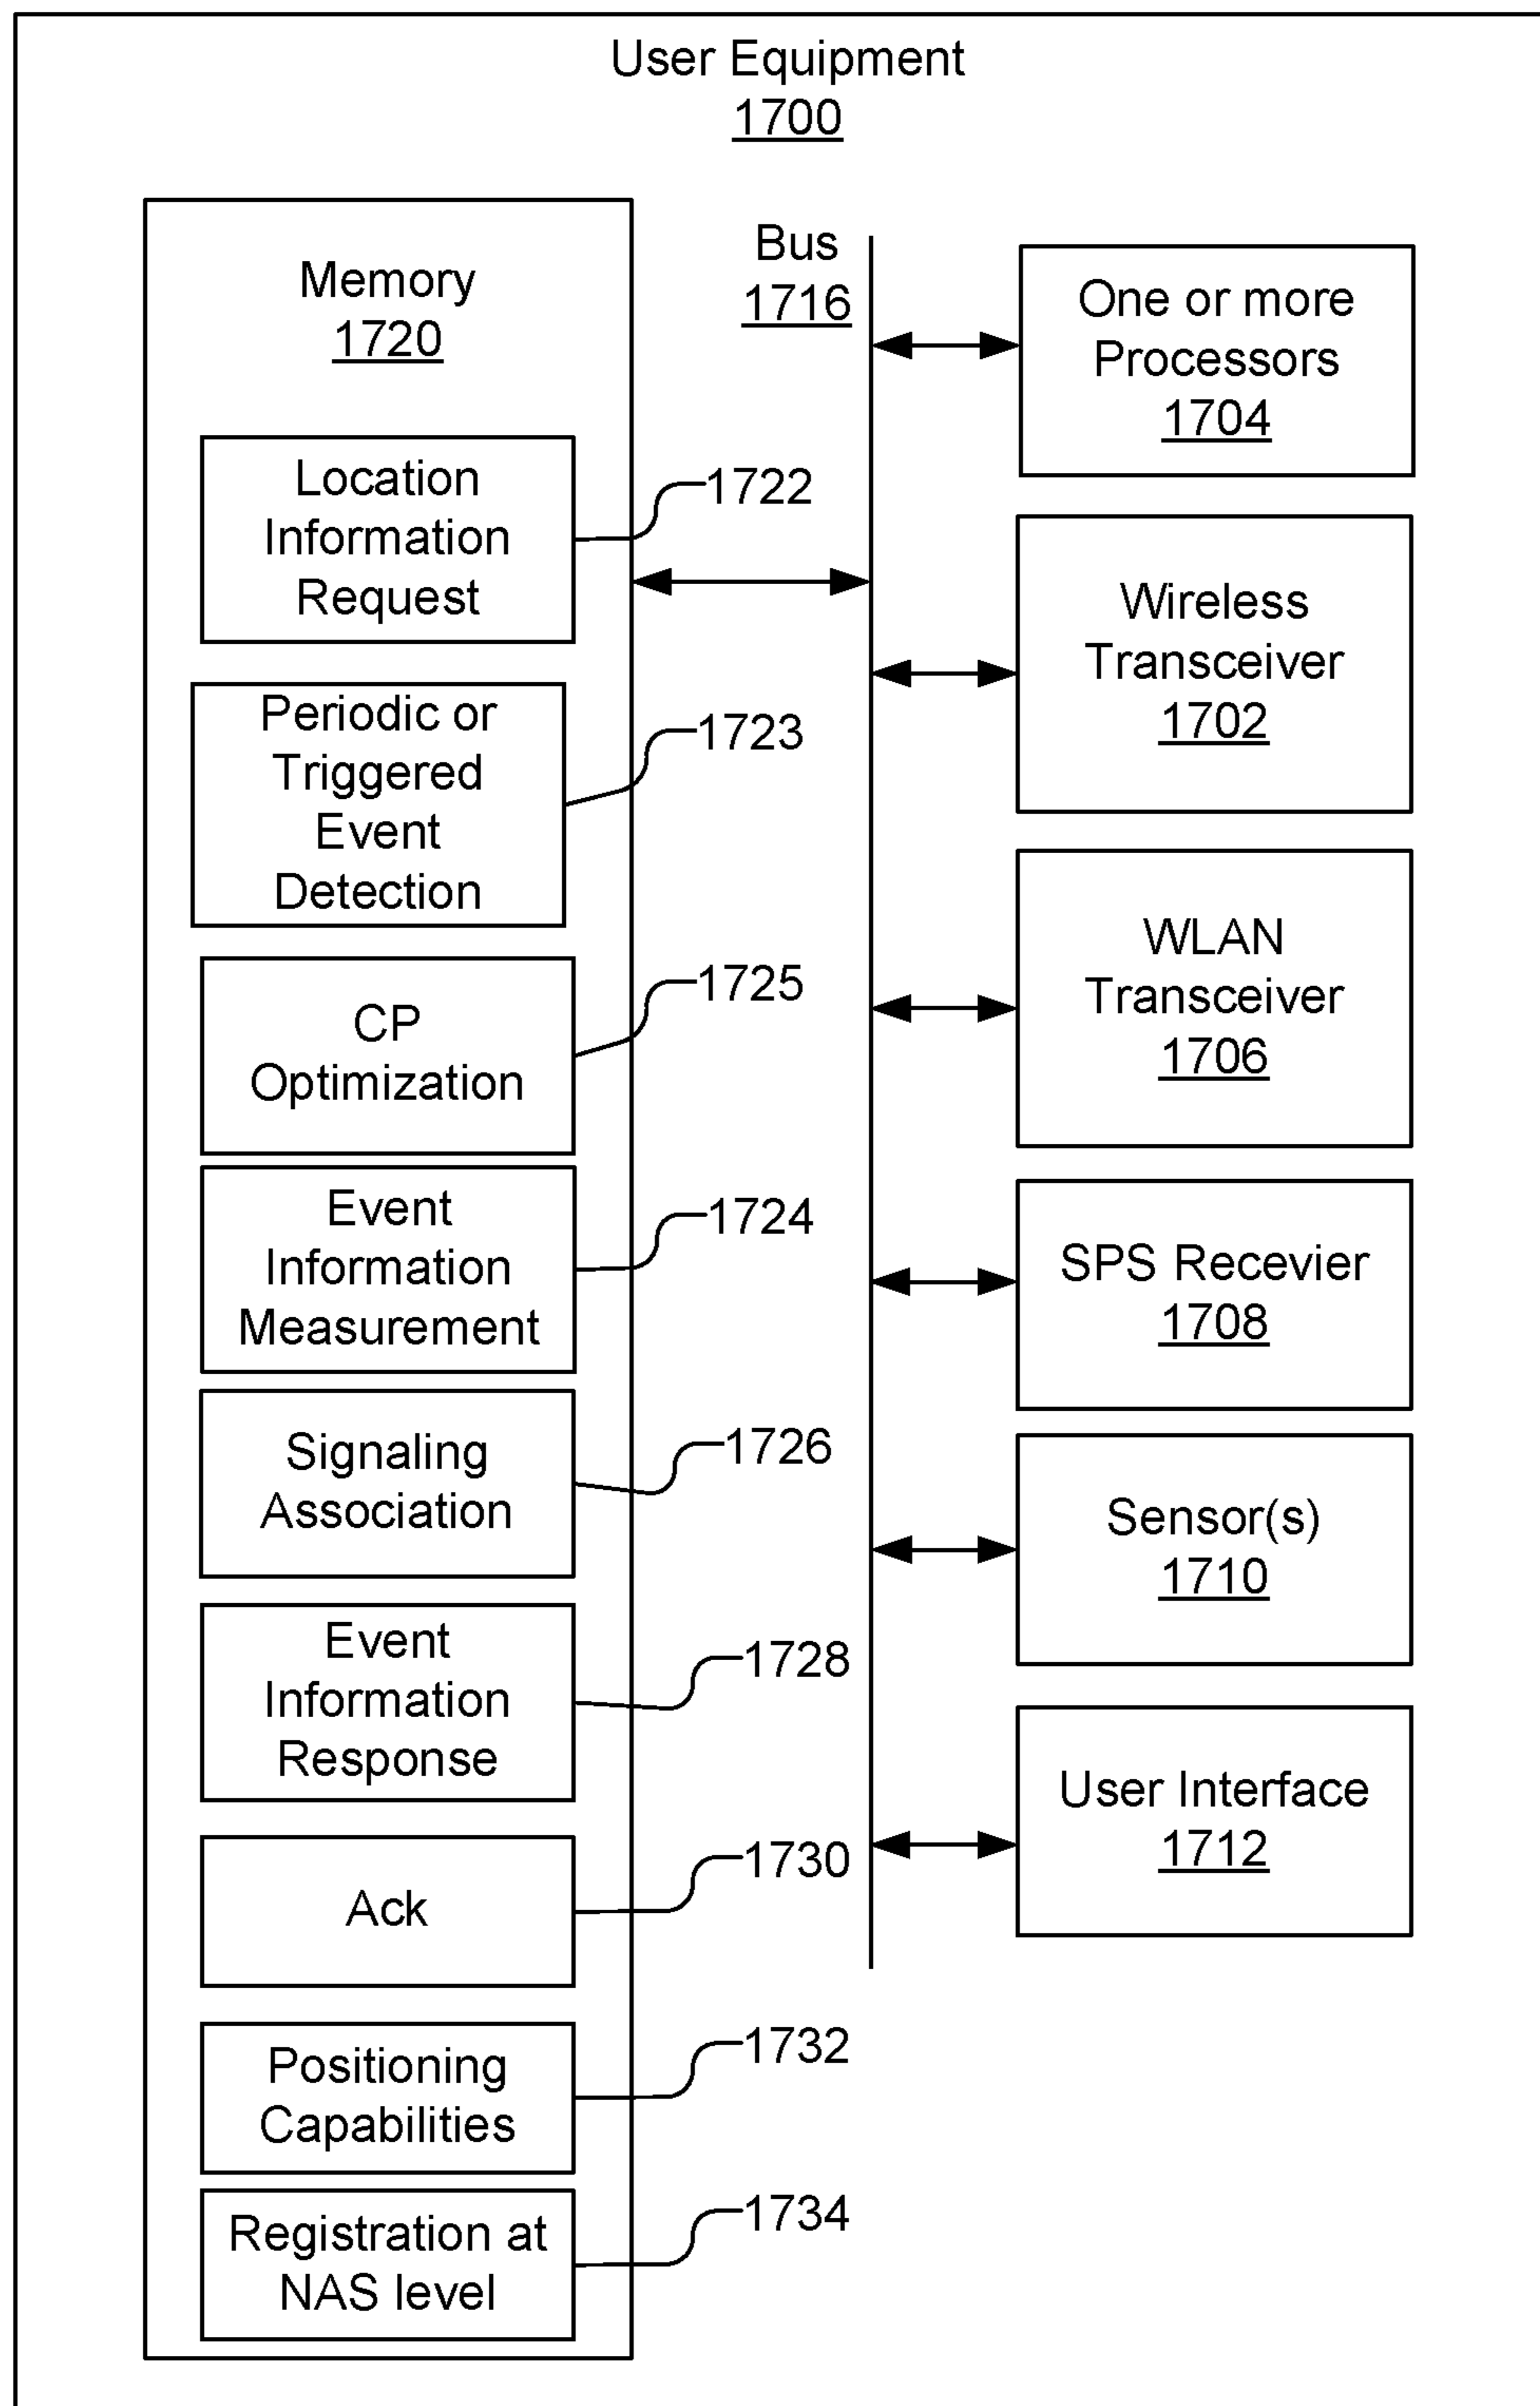 User Equipment
1700
Memory
1720
Location
Information
Request
1722
Periodic or
Triggered
Event
Detection
1723
CP
Optimization
1725
Event
Information
Measurement
1724
Signaling
Association
1726
Event
Information
Response
1728
Ack
1730
Positioning
Capabilities
1732
Registration at
NAS level
1734
Bus
1716
One or more
Processors
1704
Wireless
Transceiver
1702
WLAN
Transceiver
1706
SPS Recevier
1708
Sensor(s)
1710
User Interface
1712